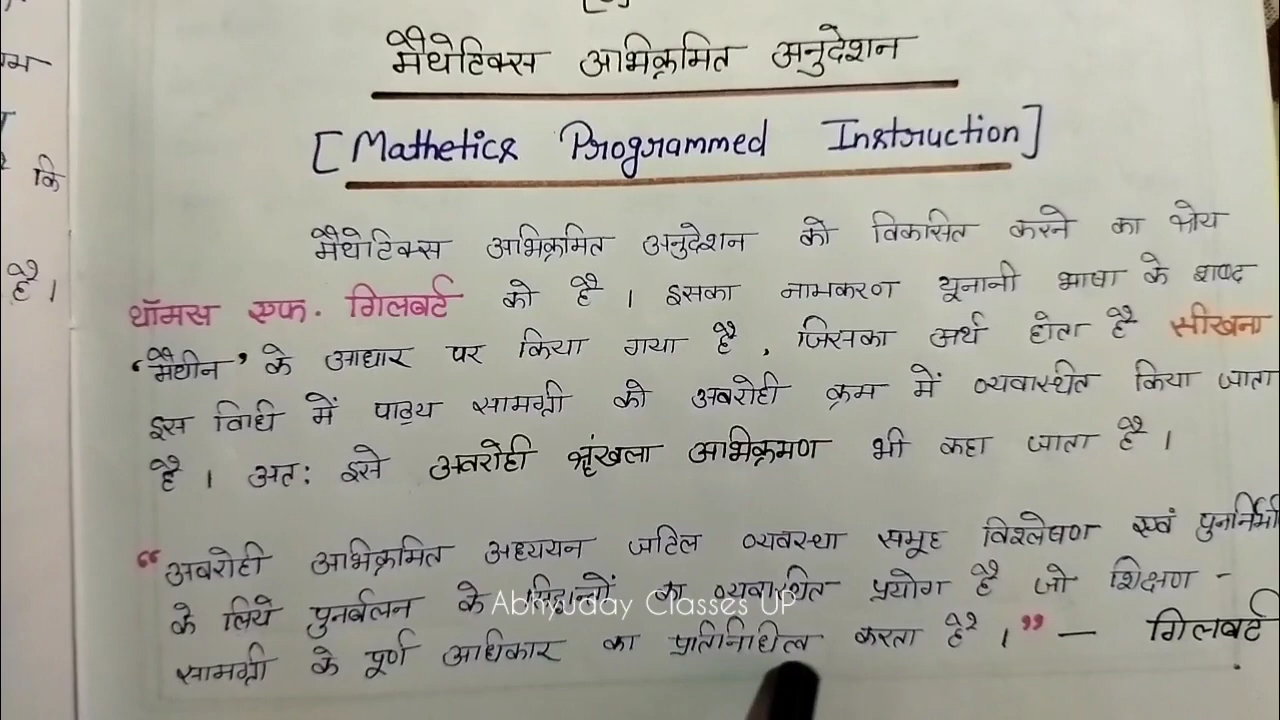 मैथेटिक्स अभिक्रमित अनुदेशन
[Mathetics Programmed Instruction]
मैथेटिक्स अभिक्रमित अनुदेशन को विकसित करने का श्रेय
थॉमस एफ. गिलबर्ट को है । इसका नामकरण यूनानी भाषा के शब्द
‘मैथीन’ के आधार पर किया गया है , जिसका अर्थ होता है सीखना
इस विधि में पाठ्य सामग्री को अवरोही क्रम में व्यवस्थित किया जाता
है । अत: इसे अवरोही श्रृंखला अभिक्रमण भी कहा जाता है ।
“अवरोही अभिक्रमित अध्ययन जटिल व्यवस्था समूह विश्लेषण एवं
के लिये पुनर्बलन के सिद्धान्तों का व्यवास्थित प्रयोग है जो शिक्षण -
सामग्री के पूर्ण अधिकार का प्रतिनिधित्व करता है ।” — गिलबर्ट
Abhyuday Classes UP
कि
है ।